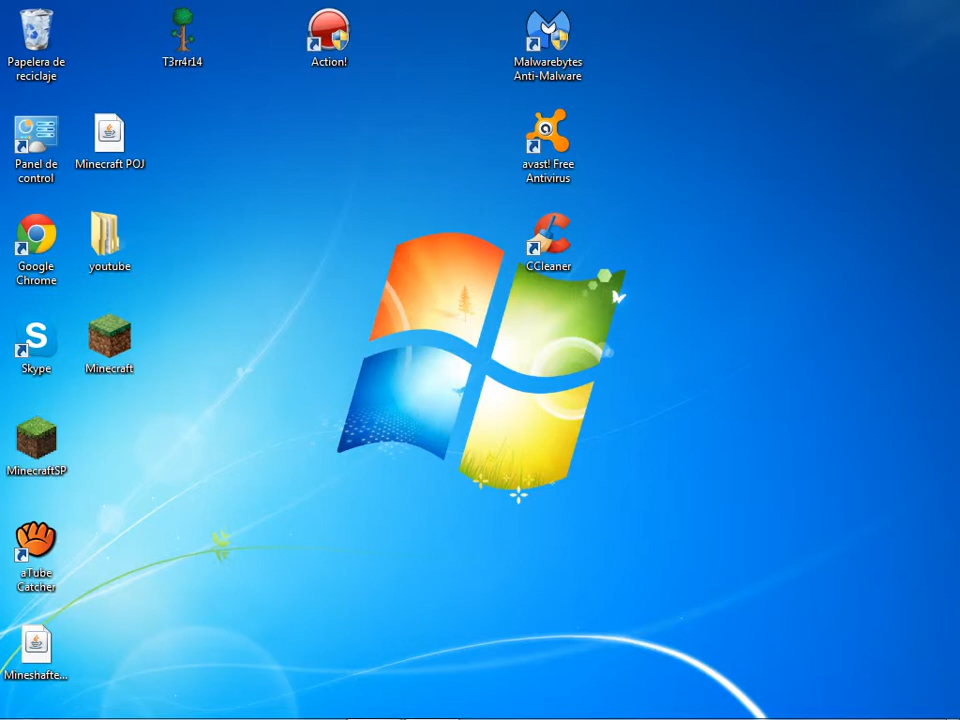 Papelera de
reciclaje
T3rr4r14
Action!
Malwarebytes
Anti-Malware
Panel de
control
Minecraft POJ
avast! Free
Antivirus
Google
Chrome
youtube
CCleaner
S
Skype
Minecraft
MinecraftSP
aTube
Catcher
Mineshafte...